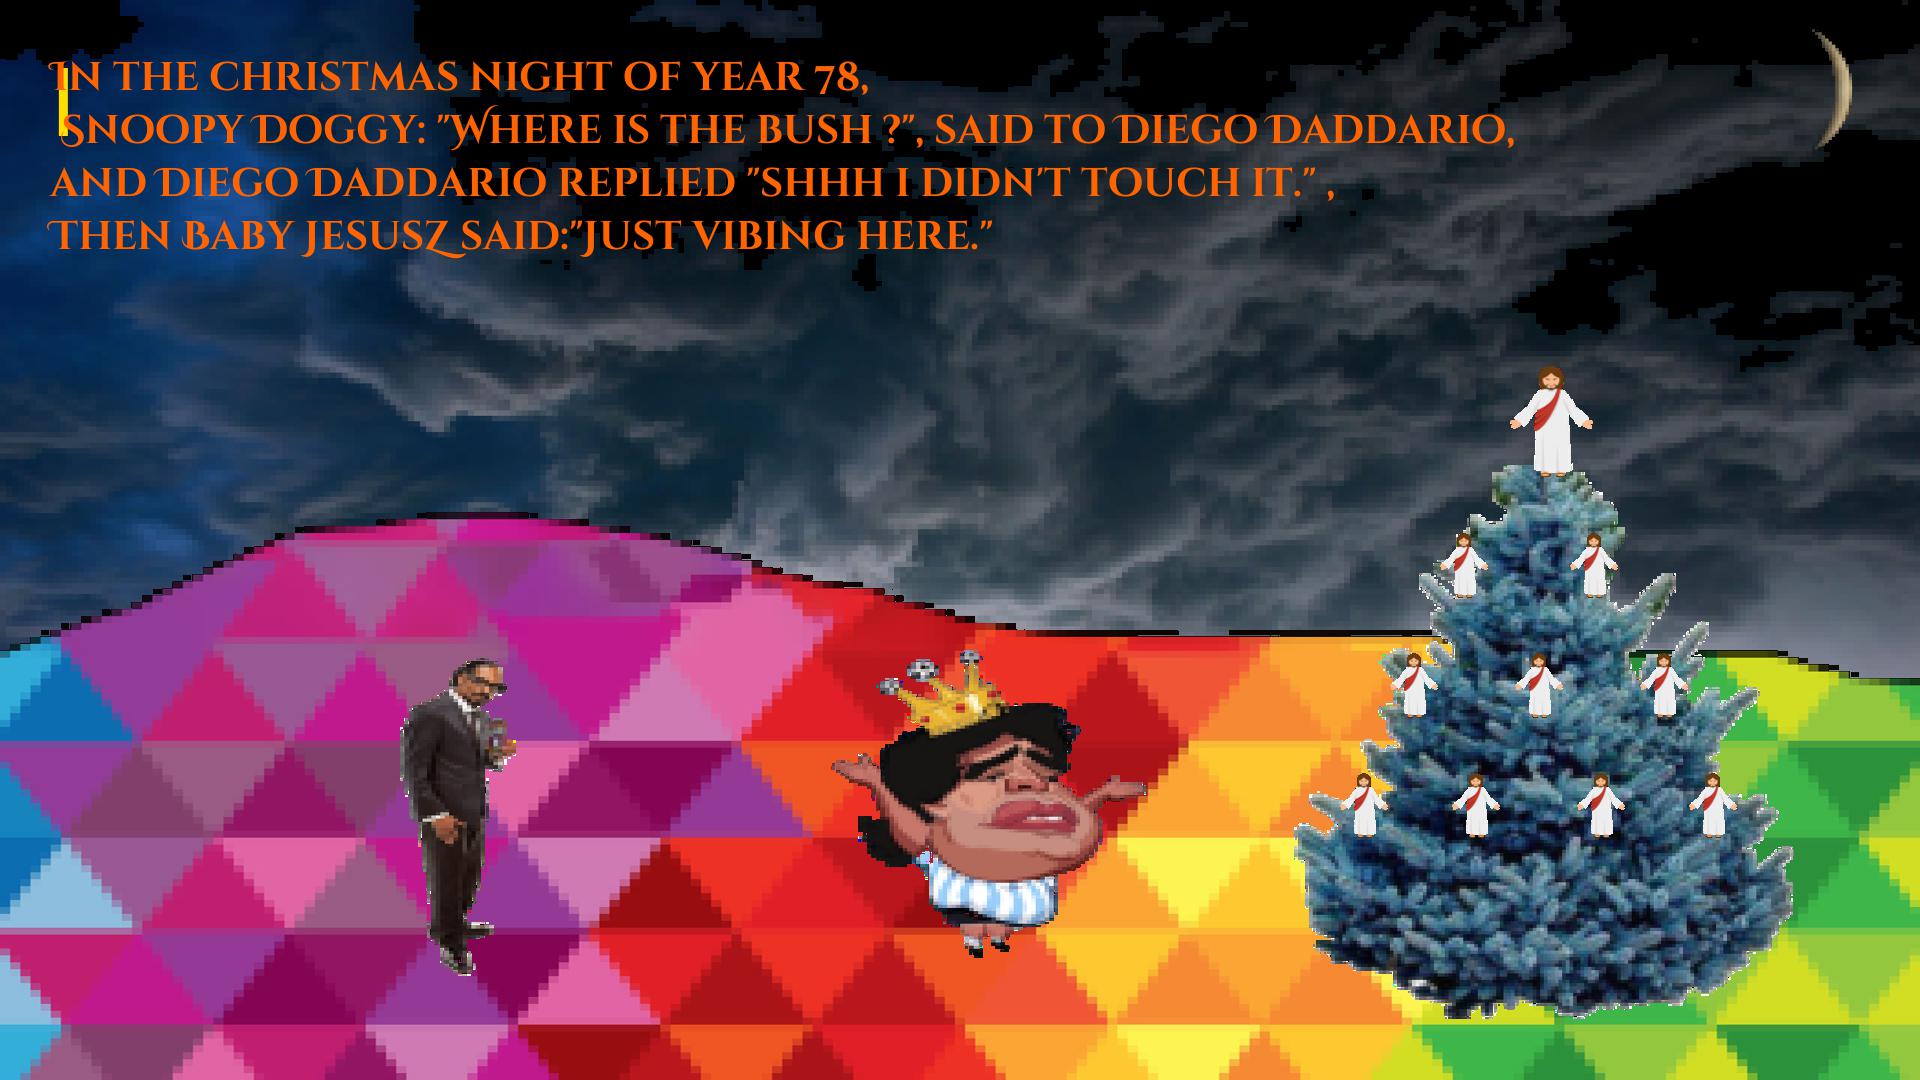 In the Christmas night of year 78,
Snoopy Doggy: "Where is the bush ?", said to Diego Daddario,
and Diego Daddario replied "shhh I didn't touch it." ,
Then Baby Jesusz said:"Just vibing here."